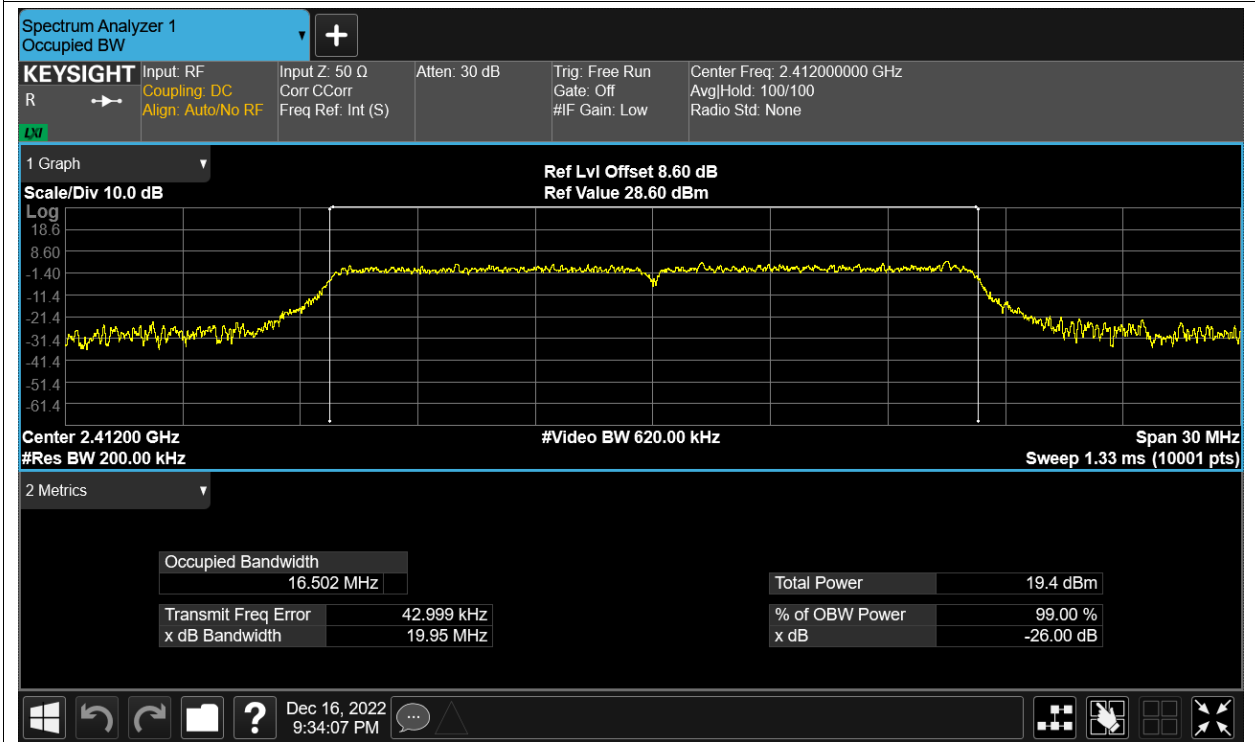 Spectrum Analyzer 1
Occupied BW
KEYSIGHT
R
LXI
Input: RF
Coupling: DC
Align: Auto/No RF
Input Z: 50 Ω
Corr CCorr
Freq Ref: Int (S)
Atten: 30 dB
Trig: Free Run
Gate: Off
#IF Gain: Low
Center Freq: 2.412000000 GHz
Avg|Hold: 100/100
Radio Std: None
1 Graph
Scale/Div 10.0 dB
Ref Lvl Offset 8.60 dB
Ref Value 28.60 dBm
Log
18.6
8.60
-1.40
-11.4
-21.4
-31.4
-41.4
-51.4
-61.4
Center 2.41200 GHz
#Res BW 200.00 kHz
#Video BW 620.00 kHz
Span 30 MHz
Sweep 1.33 ms (10001 pts)
2 Metrics
Occupied Bandwidth
16.502 MHz
Transmit Freq Error 42.999 kHz
x dB Bandwidth 19.95 MHz
Total Power 19.4 dBm
% of OBW Power 99.00 %
x dB -26.00 dB
?
Dec 16, 2022
9:34:07 PM